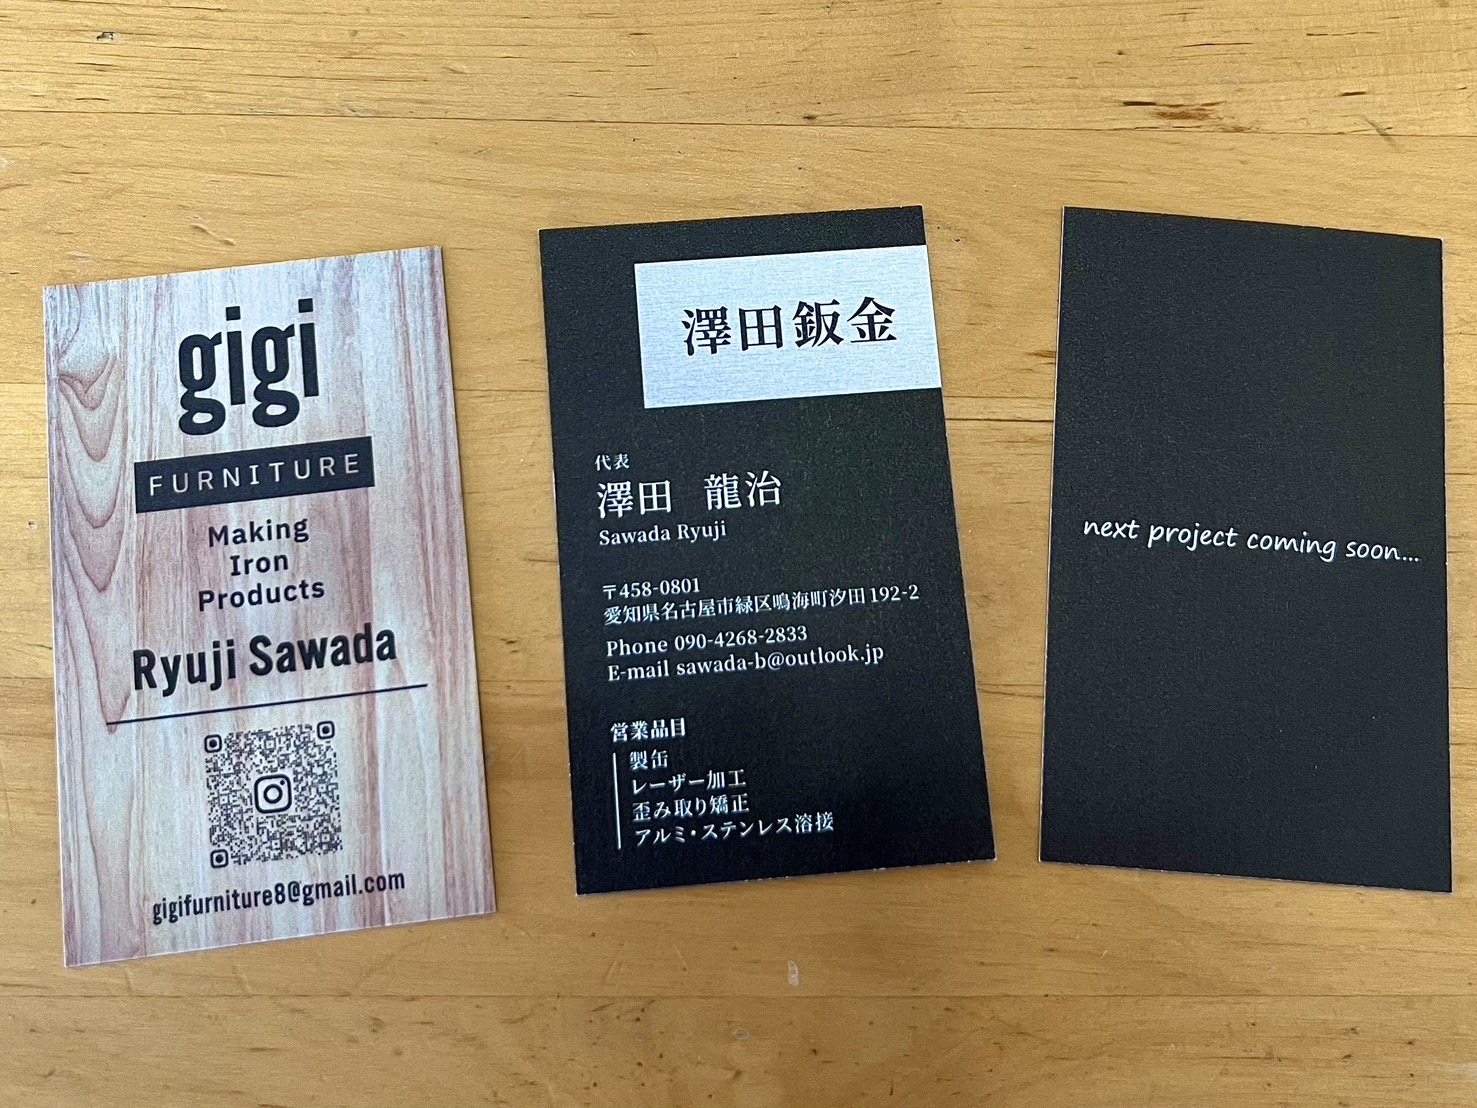 gigi
FURNITURE
Making
Iron
Products
Ryuji Sawada
gigifurniture8@gmail.com
澤田鈑金
代表
澤田 龍治
Sawada Ryuji
〒458-0801
愛知県名古屋市緑区鳴海町汐田192-2
Phone 090-4268-2833
E-mail sawada-b@outlook.jp
営業品目
製缶
レーザー加工
歪み取り矯正
アルミ・ステンレス溶接
next project coming soon...